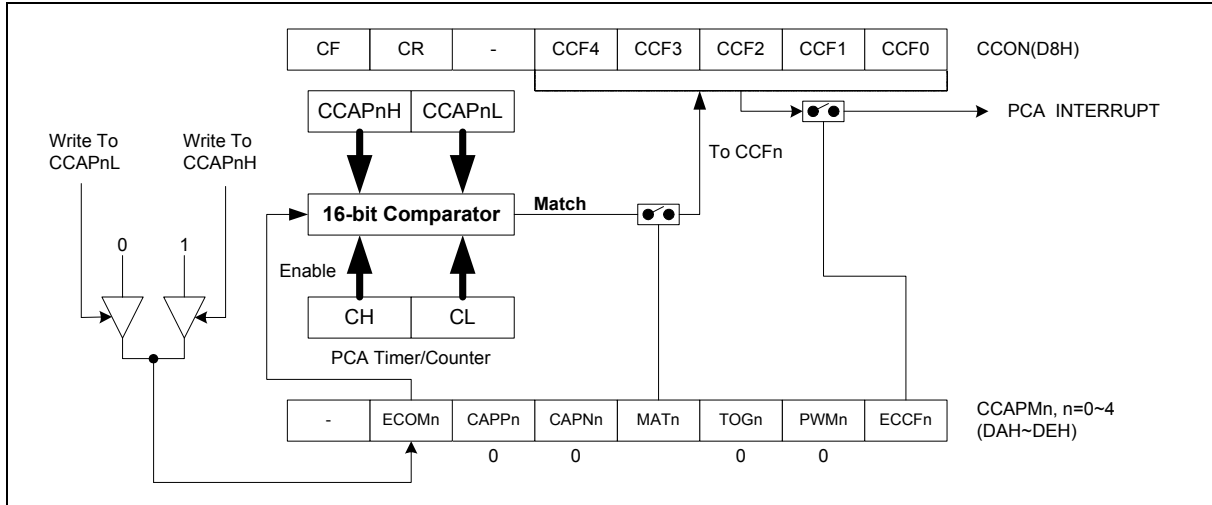 CF CR - CCF4 CCF3 CCF2 CCF1 CCF0 CCON(D8H)
CCAPnH CCAPnL
PCA INTERRUPT
Write To
CCAPnL
Write To
CCAPnH
To CCFn
16-bit Comparator
Match
0 1
Enable
CH CL
PCA Timer/Counter
- ECOMn CAPPn CAPNn MATn TOGn PWMn ECCFn
CCAPMn, n=0~4
(DAH~DEH)
0 0 0 0